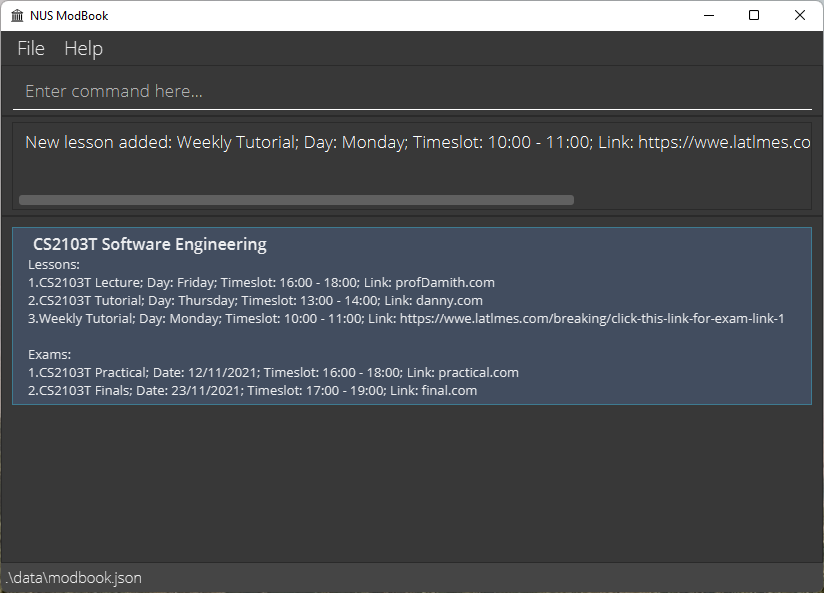 NUS ModBook
File Help
Enter command here...
New lesson added: Weekly Tutorial; Day: Monday; Timeslot: 10:00 - 11:00; Link: https://wwe.latlmes.co
CS2103T Software Engineering
Lessons:
1.CS2103T Lecture; Day: Friday; Timeslot: 16:00 - 18:00; Link: profDamith.com
2.CS2103T Tutorial; Day: Thursday; Timeslot: 13:00 - 14:00; Link: danny.com
3.Weekly Tutorial; Day: Monday; Timeslot: 10:00 - 11:00; Link: https://wwe.latlmes.com/breaking/click-this-link-for-exam-link-1
Exams:
1.CS2103T Practical; Date: 12/11/2021; Timeslot: 16:00 - 18:00; Link: practical.com
2.CS2103T Finals; Date: 23/11/2021; Timeslot: 17:00 - 19:00; Link: final.com
.\data\modbook.json